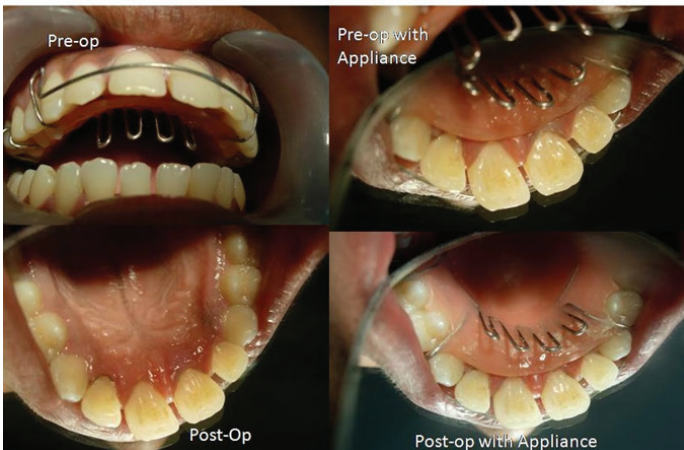 Pre-op
Pre-op with
Appliance
Post-Op
Post-op with Appliance